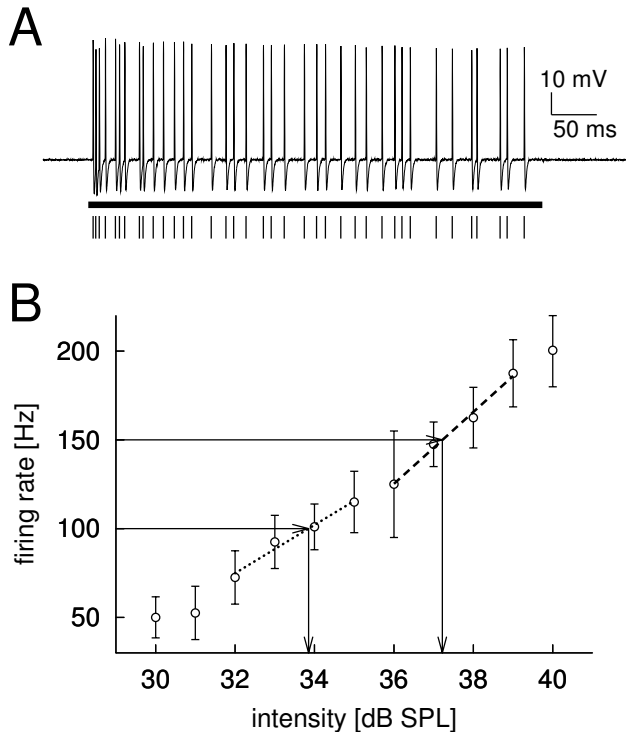 A
10 mV
50 ms
B
200
150
100
50
firing rate [Hz]
30 32 34 36 38 40
intensity [dB SPL]